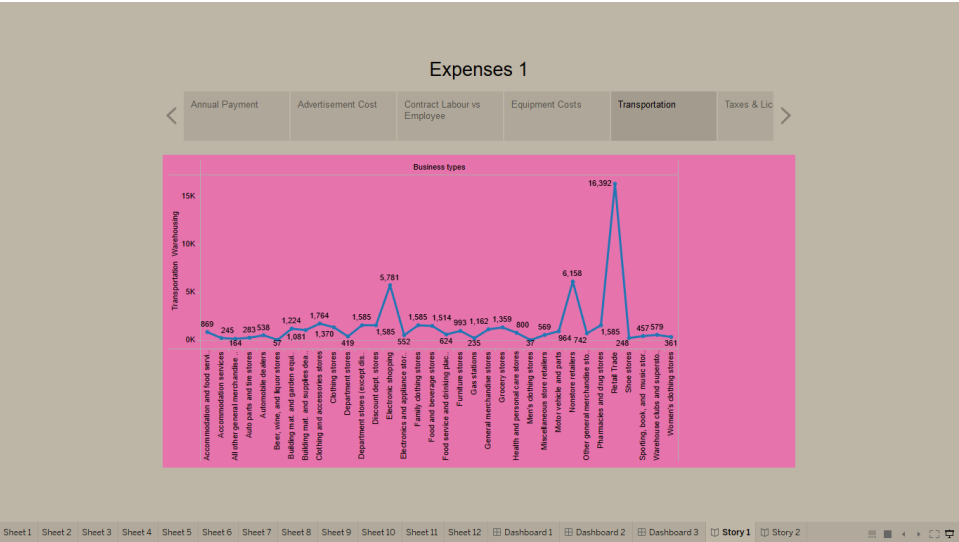 Expenses 1
Annual Payment
Advertisement Cost
Contract Labour vs
Employee
Equipment Costs
Transportation
Taxes & Lic
Business types
Transportation Warehousing
15K
10K
5K
0K
869
245
164
283
538
57
1,224
1,081
1,764
1,370
419
1,585
1,585
5,781
552
1,585
1,514
624
993
235
1,162
1,359
800
37
569
964
6,158
742
1,585
16,392
248
457
579
361
Accommodation and food servi..
Accommodation services
All other general merchandise ..
Auto parts and tire stores
Automobile dealers
Beer, wine, and liquor stores
Building mat. and garden equi..
Building mat. and supplies dea..
Clothing and accessories stores
Clothing stores
Department stores
Department stores (except dis..
Discount dept. stores
Electronic shopping
Electronics and appliance stor..
Family clothing stores
Food and beverage stores
Food service and drinking plac..
Furniture stores
Gas stations
General merchandise stores
Grocery stores
Health and personal care stores
Men's clothing stores
Miscellaneous store retailers
Motor vehicle and parts
Nonstore retailers
Other general merchandise sto..
Pharmacies and drug stores
Retail Trade
Shoe stores
Sporting, book, and music stor..
Warehouse clubs and supersto..
Women's clothing stores
Sheet 1
Sheet 2
Sheet 3
Sheet 4
Sheet 5
Sheet 6
Sheet 7
Sheet 8
Sheet 9
Sheet 10
Sheet 11
Sheet 12
Dashboard 1
Dashboard 2
Dashboard 3
Story 1
Story 2